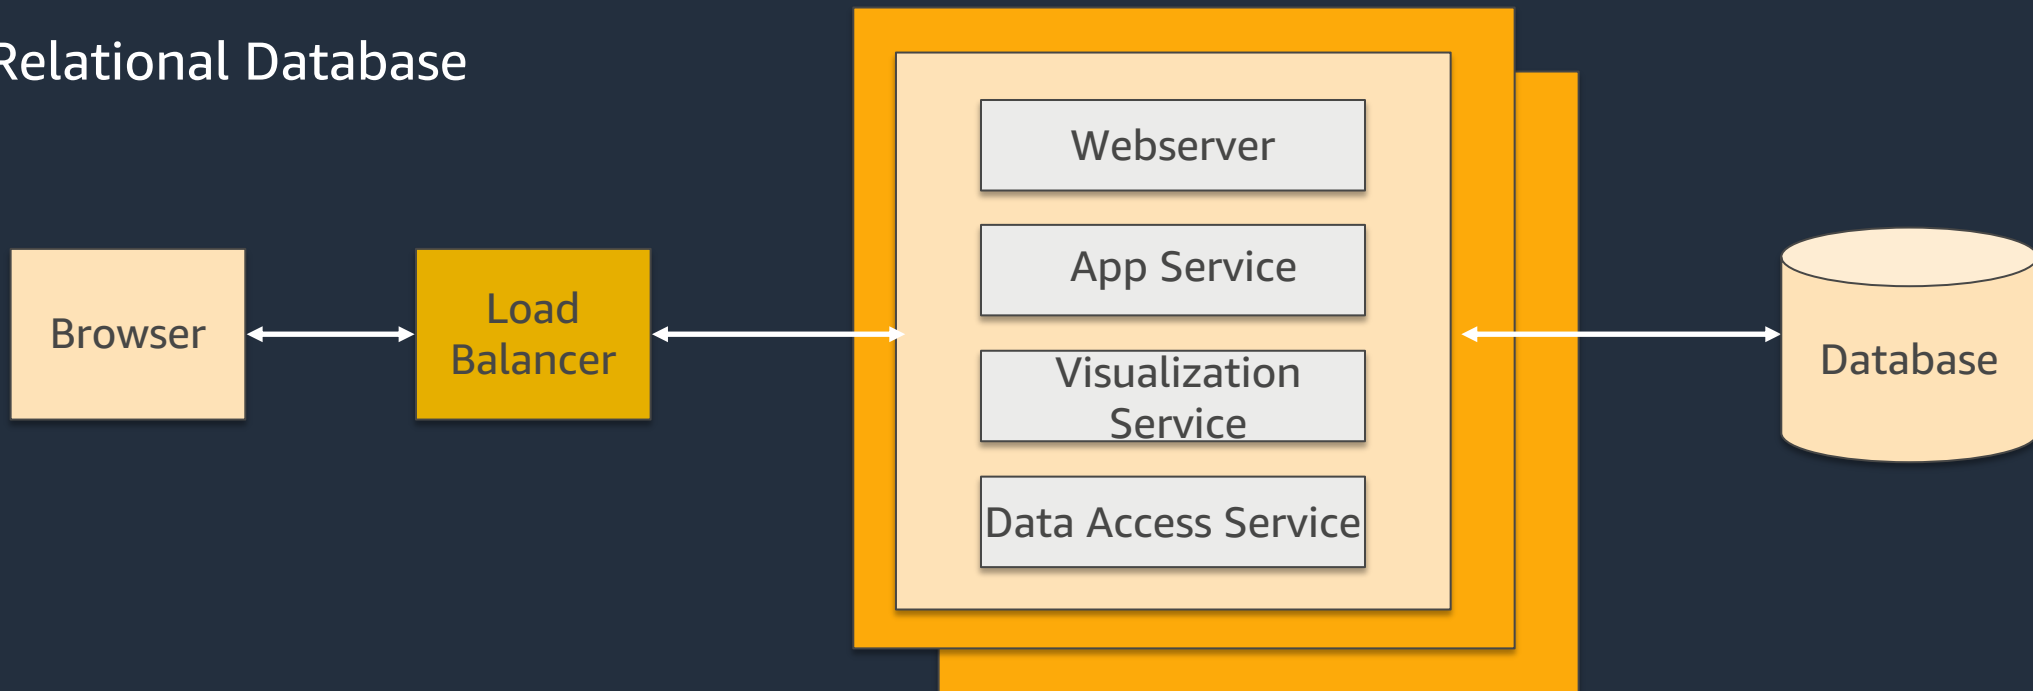 Relational Database
Webserver
App Service
Visualization
Service
Data Access Service
Browser
Load
Balancer
Database